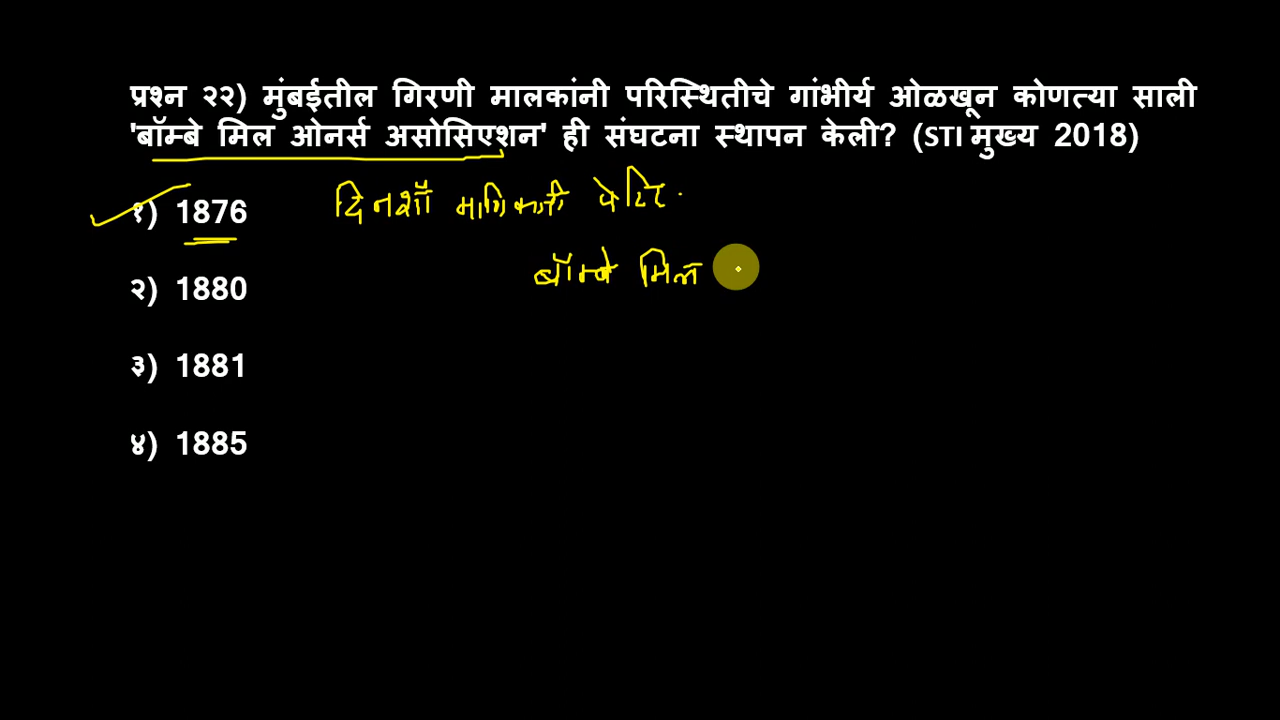 प्रश्न २२) मुंबईतील गिरणी मालकांनी परिस्थितीचे गांभीर्य ओळखून कोणत्या साली
'बॉम्बे मिल ओनर्स असोसिएशन' ही संघटना स्थापन केली? (STI मुख्य 2018)
१) 1876
दिनशॉ माणिकजी पेटिट.
बॉम्बे मिल
२) 1880
३) 1881
४) 1885